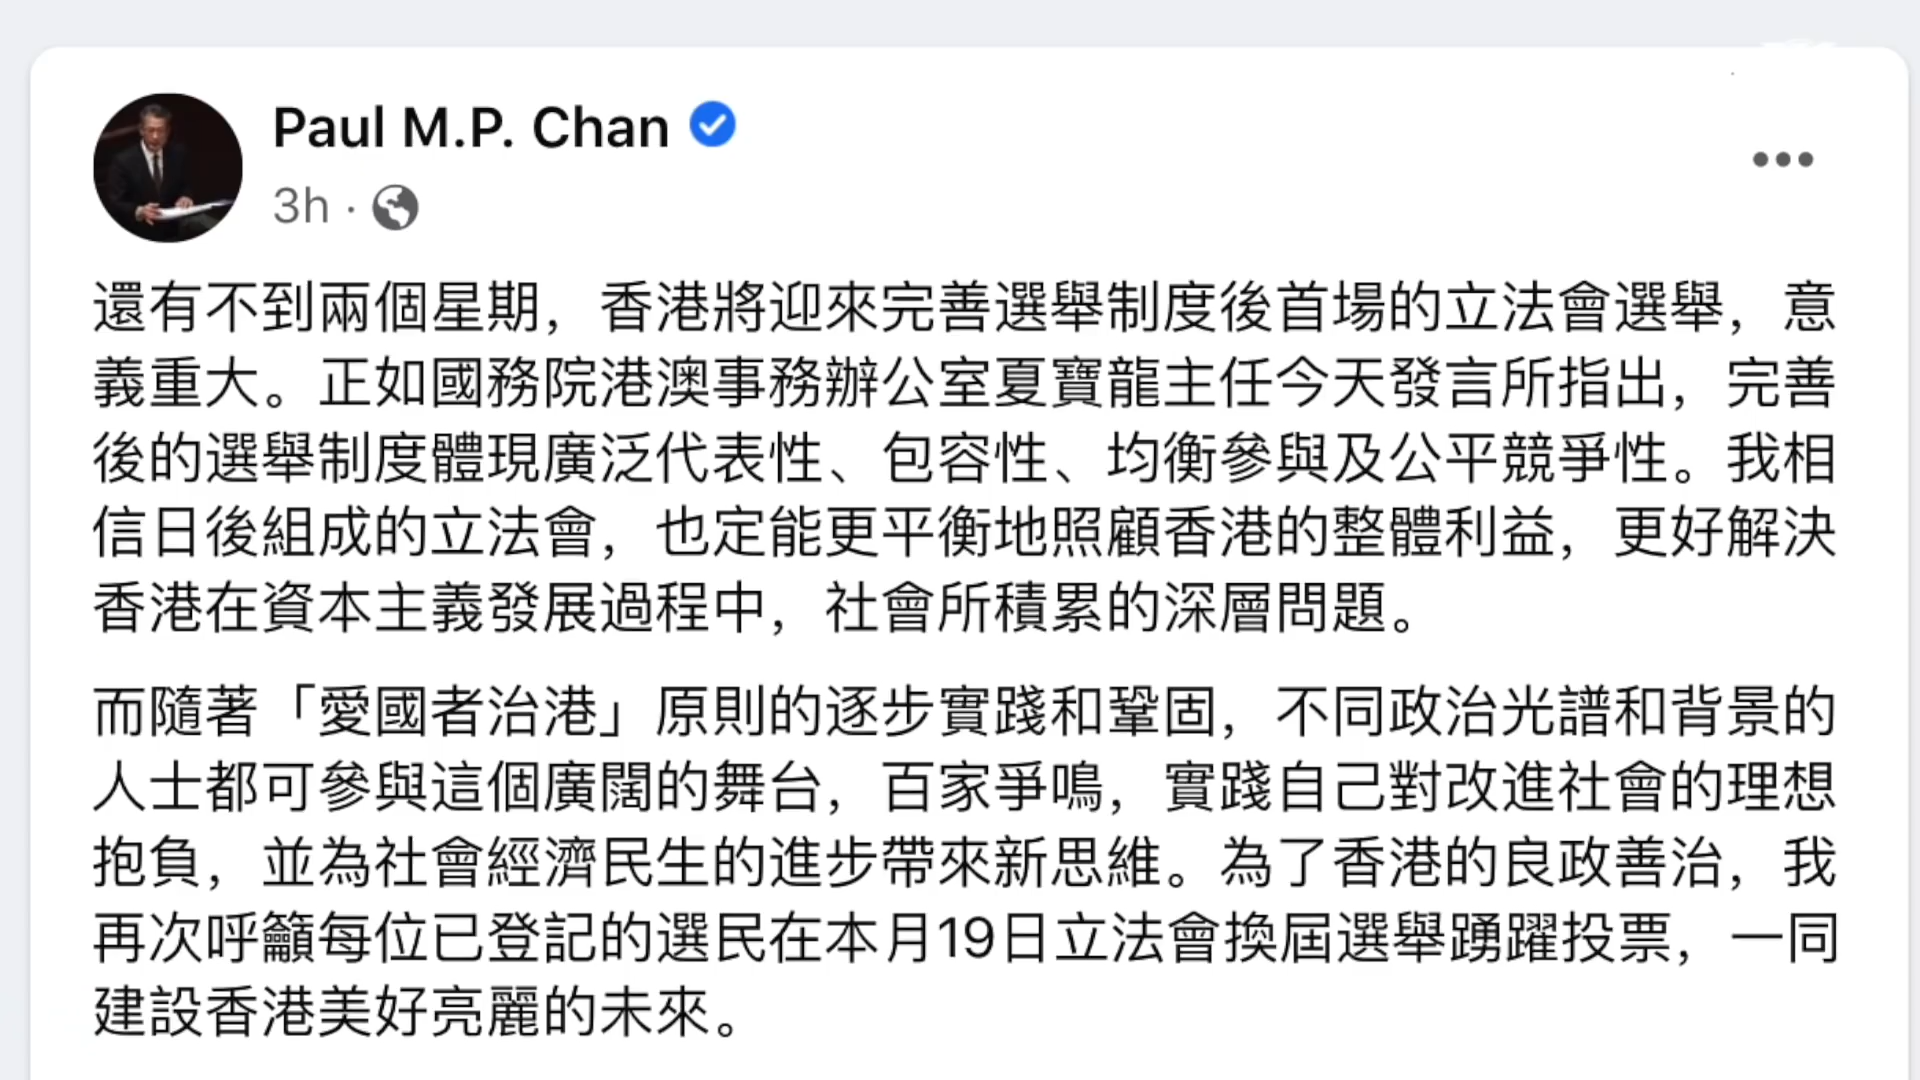 Paul M.P. Chan
3h ·
還有不到兩個星期，香港將迎來完善選舉制度後首場的立法會選舉，意
義重大。正如國務院港澳事務辦公室夏寶龍主任今天發言所指出，完善
後的選舉制度體現廣泛代表性、包容性、均衡參與及公平競爭性。我相
信日後組成的立法會，也定能更平衡地照顧香港的整體利益，更好解決
香港在資本主義發展過程中，社會所積累的深層問題。
而隨著「愛國者治港」原則的逐步實踐和鞏固，不同政治光譜和背景的
人士都可參與這個廣闊的舞台，百家爭鳴，實踐自己對改進社會的理想
抱負，並為社會經濟民生的進步帶來新思維。為了香港的良政善治，我
再次呼籲每位已登記的選民在本月19日立法會換屆選舉踴躍投票，一同
建設香港美好亮麗的未來。